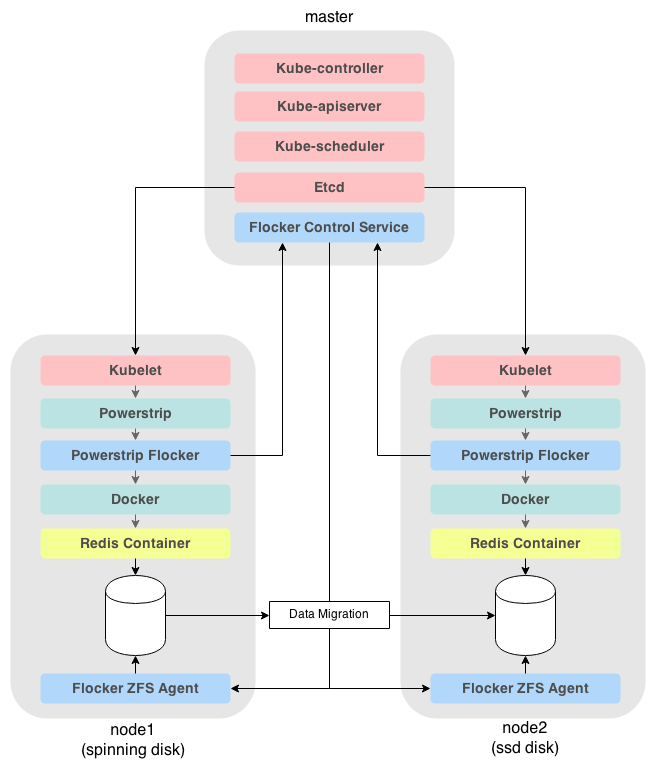 master
Kube-controller
Kube-apiserver
Kube-scheduler
Etcd
Flocker Control Service
Kubelet
Powerstrip
Powerstrip Flocker
Docker
Redis Container
Flocker ZFS Agent
node1
(spinning disk)
Data Migration
Kubelet
Powerstrip
Powerstrip Flocker
Docker
Redis Container
Flocker ZFS Agent
node2
(ssd disk)